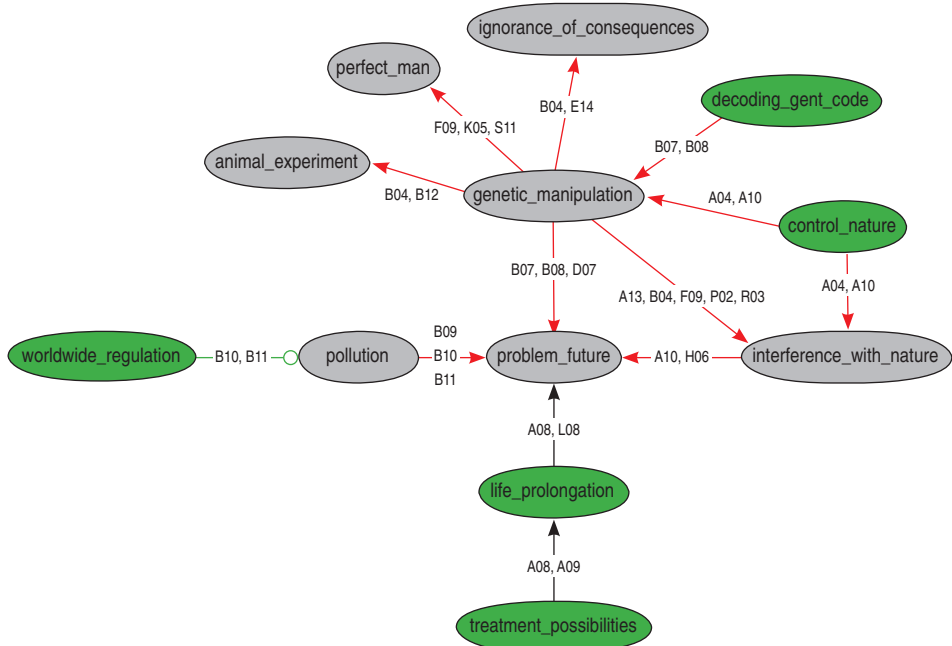 ignorance_of_consequences
perfect_man
decoding_gent_code
B04, E14
F09, K05, S11
B07, B08
animal_experiment
B04, B12
genetic_manipulation
A04, A10
control_nature
B07, B08, D07
A13, B04, F09, P02, R03
A04, A10
worldwide_regulation
B10, B11
pollution
B09
B10
B11
problem_future
A10, H06
interference_with_nature
A08, L08
life_prolongation
A08, A09
treatment_possibilities